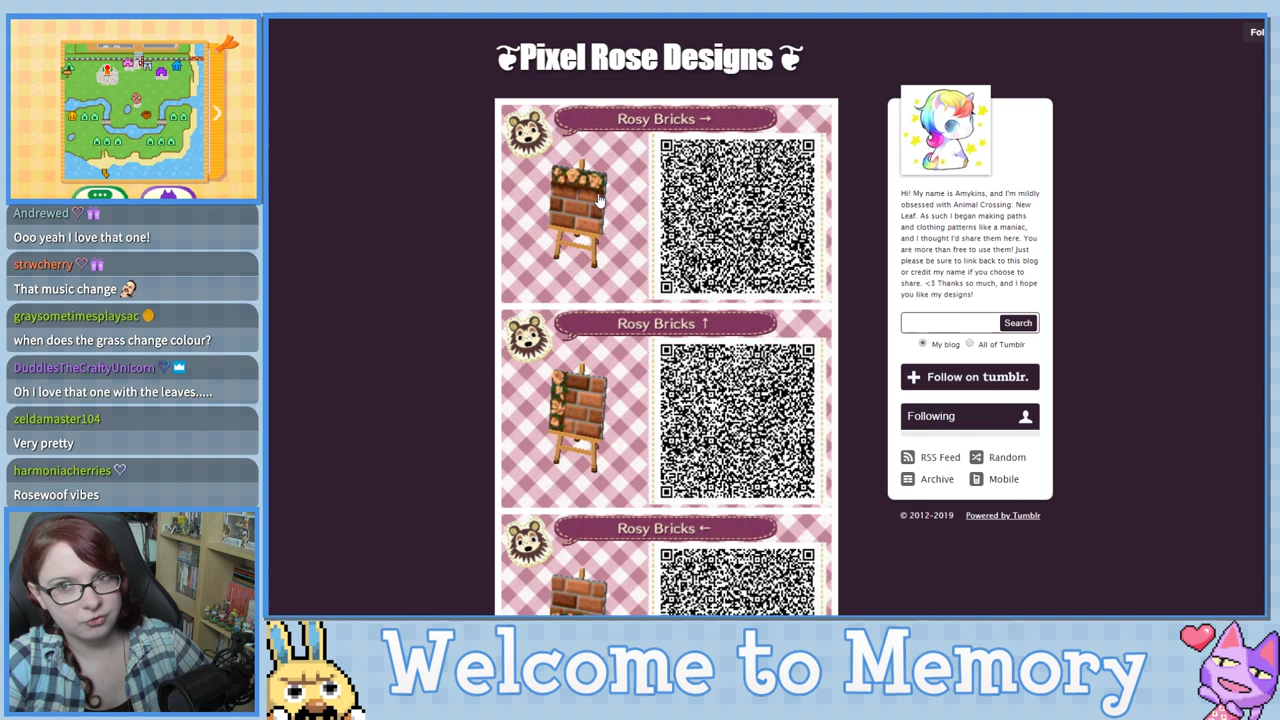 Andrewed
Ooo yeah I love that one!
strwcherry
That music change
graysometimesplaysac
when does the grass change colour?
DuddlesTheCraftyUnicorn
Oh I love that one with the leaves.....
zeldamaster104
Very pretty
harmoniacherries
Rosewoof vibes
Pixel Rose Designs
Rosy Bricks →
Rosy Bricks ↑
Rosy Bricks ←
Fol
Hi! My name is Amykins, and I'm mildly
obsessed with Animal Crossing: New
Leaf. As such I began making paths
and clothing patterns like a maniac,
and I thought I'd share them here. You
are more than free to use them! Just
please be sure to link back to this blog
or credit my name if you choose to
share. <3 Thanks so much, and I hope
you like my designs!
Search
My blog All of Tumblr
Follow on tumblr.
Following
RSS Feed Random
Archive Mobile
© 2012-2019 Powered by Tumblr
Welcome to Memory